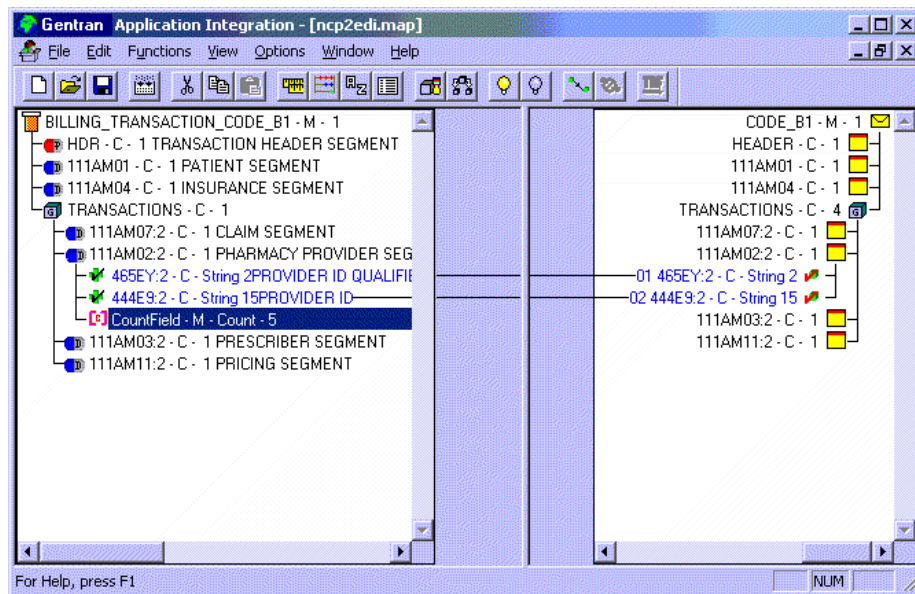 Gentran Application Integration - [ncp2edi.map]
File Edit Functions View Options Window Help
BILLING_TRANSACTION_CODE_B1 - M - 1
HDR - C - 1 TRANSACTION HEADER SEGMENT
111AM01 - C - 1 PATIENT SEGMENT
111AM04 - C - 1 INSURANCE SEGMENT
TRANSACTIONS - C - 1
111AM07:2 - C - 1 CLAIM SEGMENT
111AM02:2 - C - 1 PHARMACY PROVIDER SEG
465EY:2 - C - String 2PROVIDER ID QUALIFIE
444E9:2 - C - String 15PROVIDER ID
CountField - M - Count - 5
111AM03:2 - C - 1 PRESCRIBER SEGMENT
111AM11:2 - C - 1 PRICING SEGMENT
CODE_B1 - M - 1
HEADER - C - 1
111AM01 - C - 1
111AM04 - C - 1
TRANSACTIONS - C - 4
111AM07:2 - C - 1
111AM02:2 - C - 1
01 465EY:2 - C - String 2
02 444E9:2 - C - String 15
111AM03:2 - C - 1
111AM11:2 - C - 1
For Help, press F1
NUM